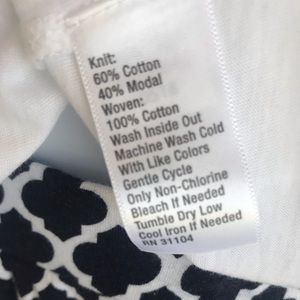 Knit:
60% Cotton
40% Modal
Woven:
100% Cotton
Wash Inside Out
Machine Wash Cold
With Like Colors
Gentle Cycle
Only Non-Chlorine
Bleach If Needed
Tumble Dry Low
Cool Iron If Needed
RN 31104